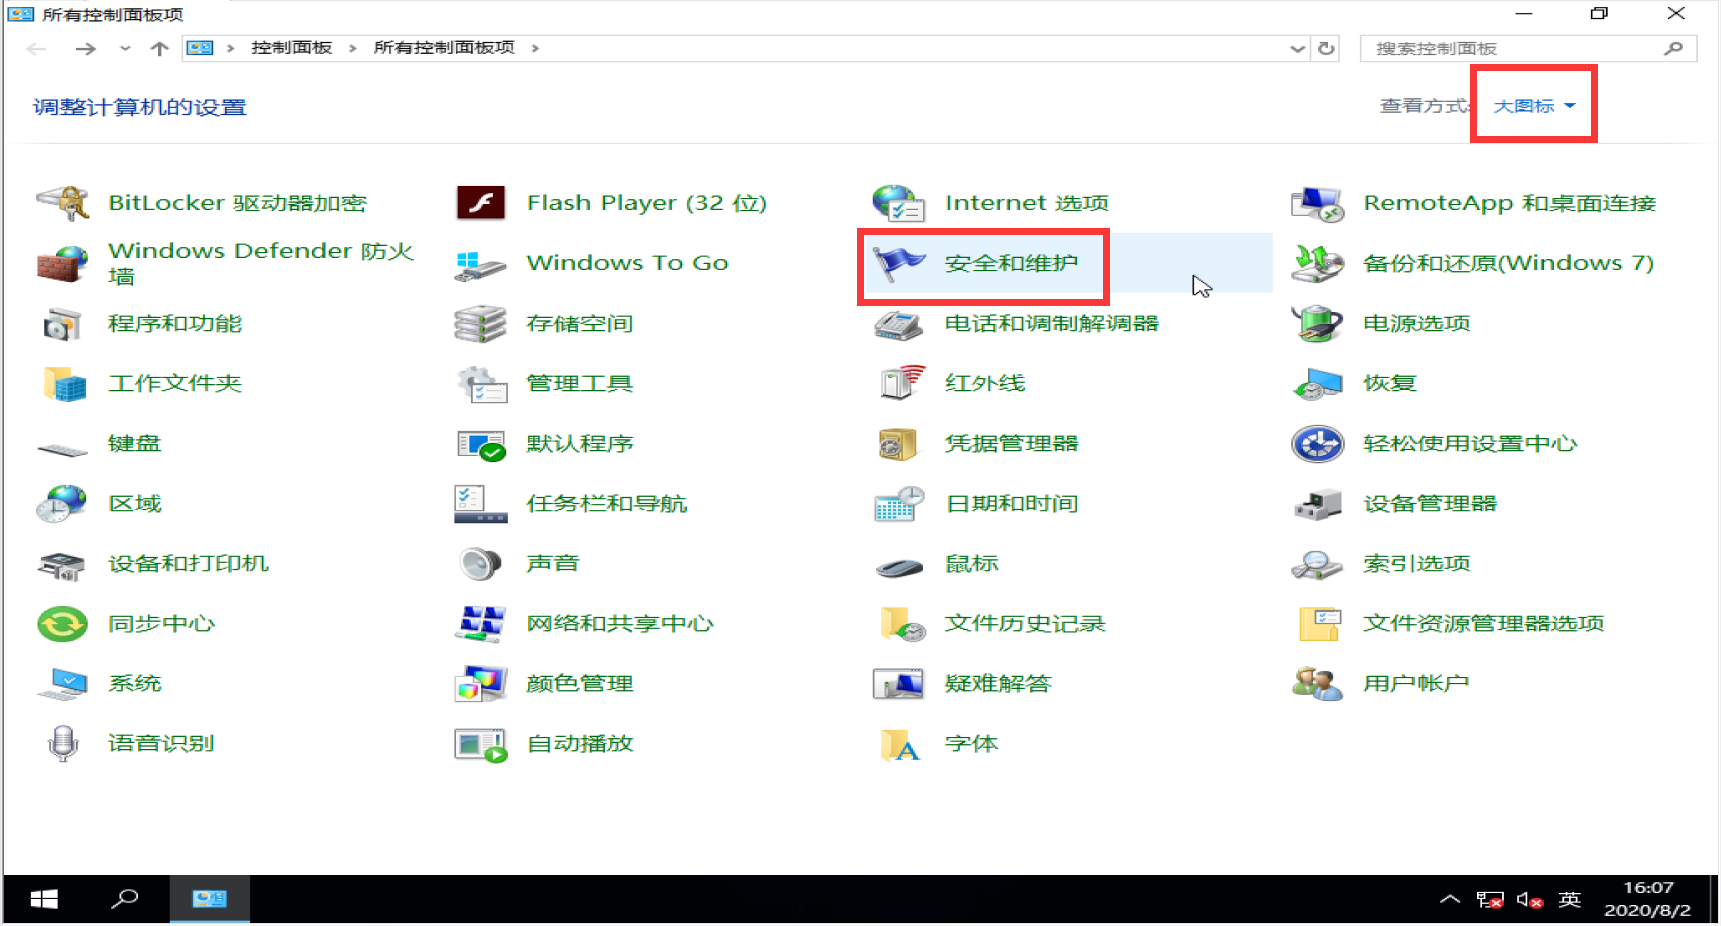 所有控制面板项
控制面板 所有控制面板项
搜索控制面板
调整计算机的设置
查看方式: 大图标
BitLocker 驱动器加密
Flash Player (32 位)
Internet 选项
RemoteApp 和桌面连接
Windows Defender 防火
墙
Windows To Go
安全和维护
备份和还原(Windows 7)
程序和功能
存储空间
电话和调制解调器
电源选项
工作文件夹
管理工具
红外线
恢复
键盘
默认程序
凭据管理器
轻松使用设置中心
区域
任务栏和导航
日期和时间
设备管理器
设备和打印机
声音
鼠标
索引选项
同步中心
网络和共享中心
文件历史记录
文件资源管理器选项
系统
颜色管理
疑难解答
用户帐户
语音识别
自动播放
字体
英
16:07
2020/8/2